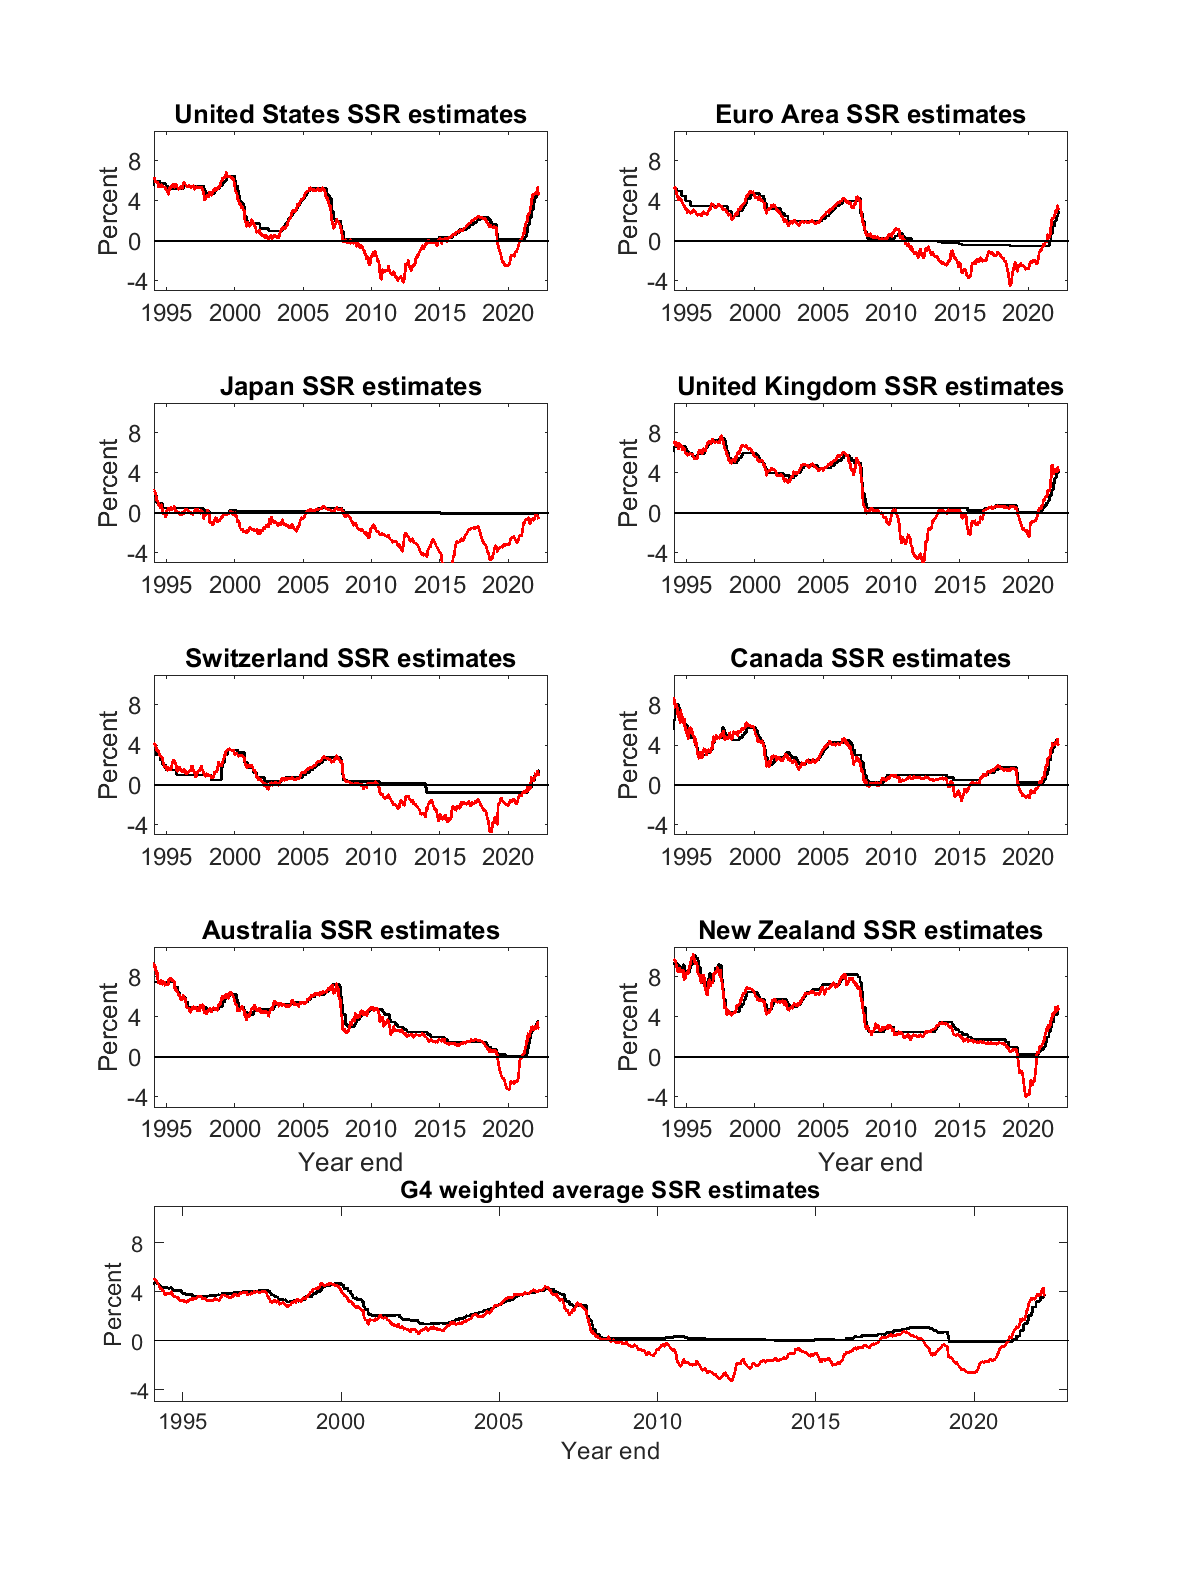 United States SSR estimates
Percent
8
4
0
-4
1995 2000 2005 2010 2015 2020
Euro Area SSR estimates
Percent
8
4
0
-4
1995 2000 2005 2010 2015 2020
Japan SSR estimates
Percent
8
4
0
-4
1995 2000 2005 2010 2015 2020
United Kingdom SSR estimates
Percent
8
4
0
-4
1995 2000 2005 2010 2015 2020
Switzerland SSR estimates
Percent
8
4
0
-4
1995 2000 2005 2010 2015 2020
Canada SSR estimates
Percent
8
4
0
-4
1995 2000 2005 2010 2015 2020
Australia SSR estimates
Percent
8
4
0
-4
1995 2000 2005 2010 2015 2020
Year end
New Zealand SSR estimates
Percent
8
4
0
-4
1995 2000 2005 2010 2015 2020
Year end
G4 weighted average SSR estimates
Percent
8
4
0
-4
1995 2000 2005 2010 2015 2020
Year end